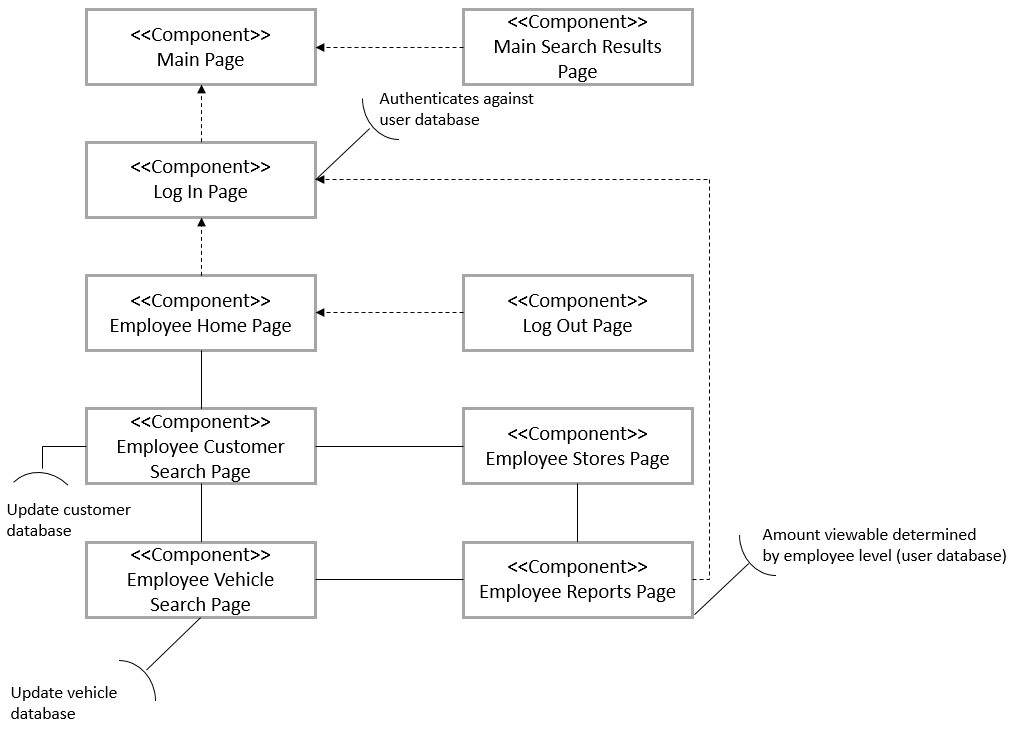 <<Component>>
Main Page
<<Component>>
Main Search Results
Page
Authenticates against
user database
<<Component>>
Log In Page
<<Component>>
Employee Home Page
<<Component>>
Log Out Page
<<Component>>
Employee Customer
Search Page
<<Component>>
Employee Stores Page
Update customer
database
<<Component>>
Employee Vehicle
Search Page
<<Component>>
Employee Reports Page
Amount viewable determined
by employee level (user database)
Update vehicle
database